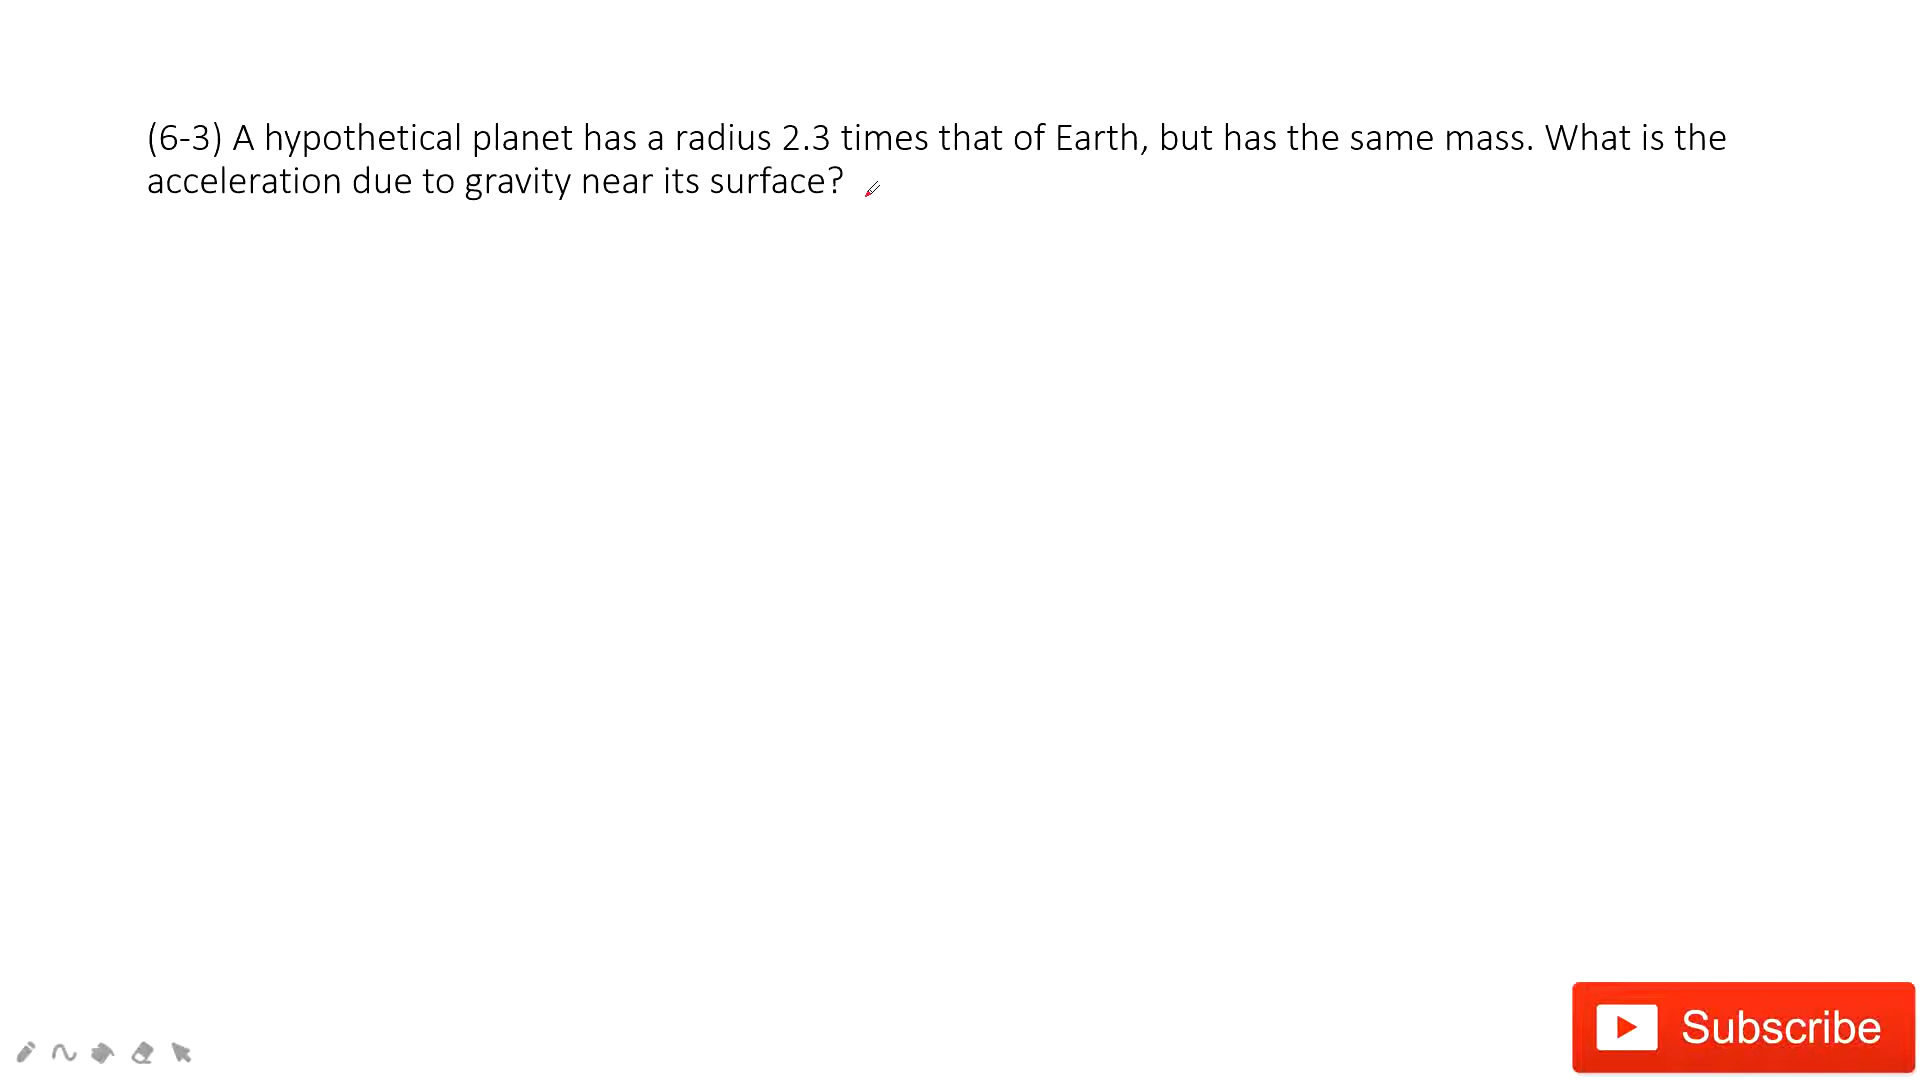 (6-3) A hypothetical planet has a radius 2.3 times that of Earth, but has the same mass. What is the
acceleration due to gravity near its surface?
Subscribe